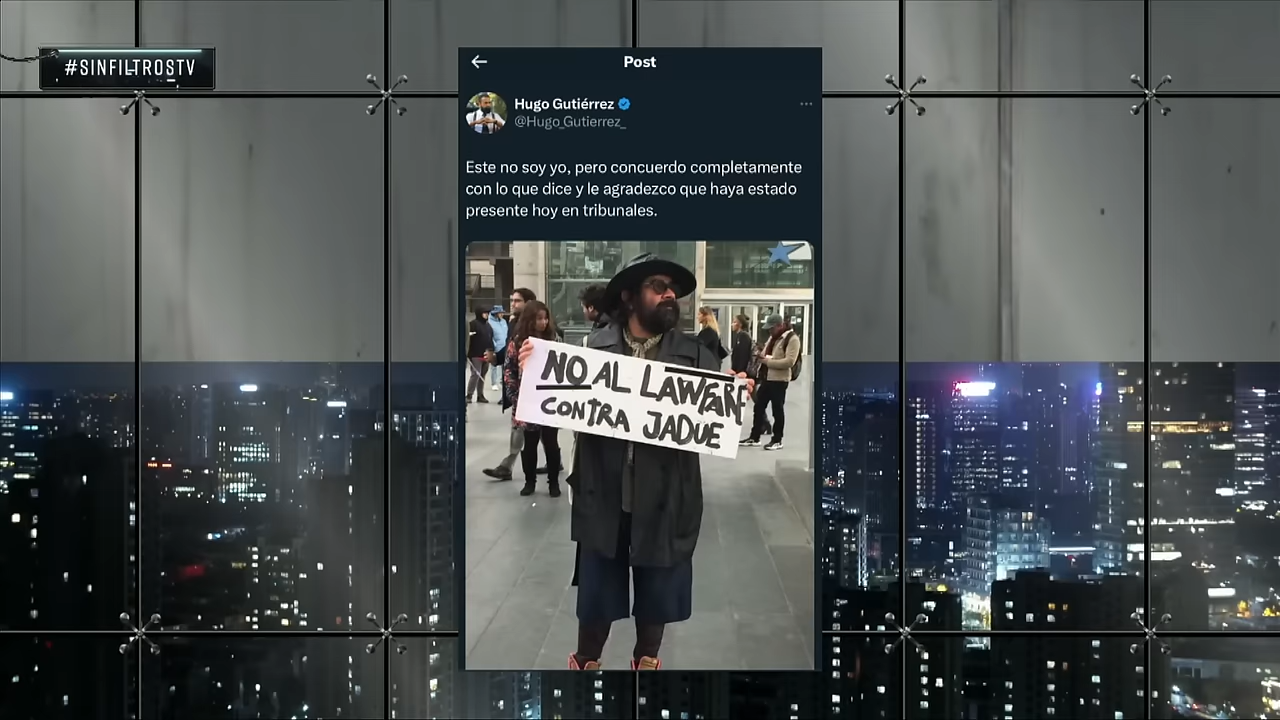 #SINFILTROSTV
Post
Hugo Gutiérrez
@Hugo_Gutierrez_
Este no soy yo, pero concuerdo completamente
con lo que dice y le agradezco que haya estado
presente hoy en tribunales.
NO AL LAWFARE
CONTRA JADUE